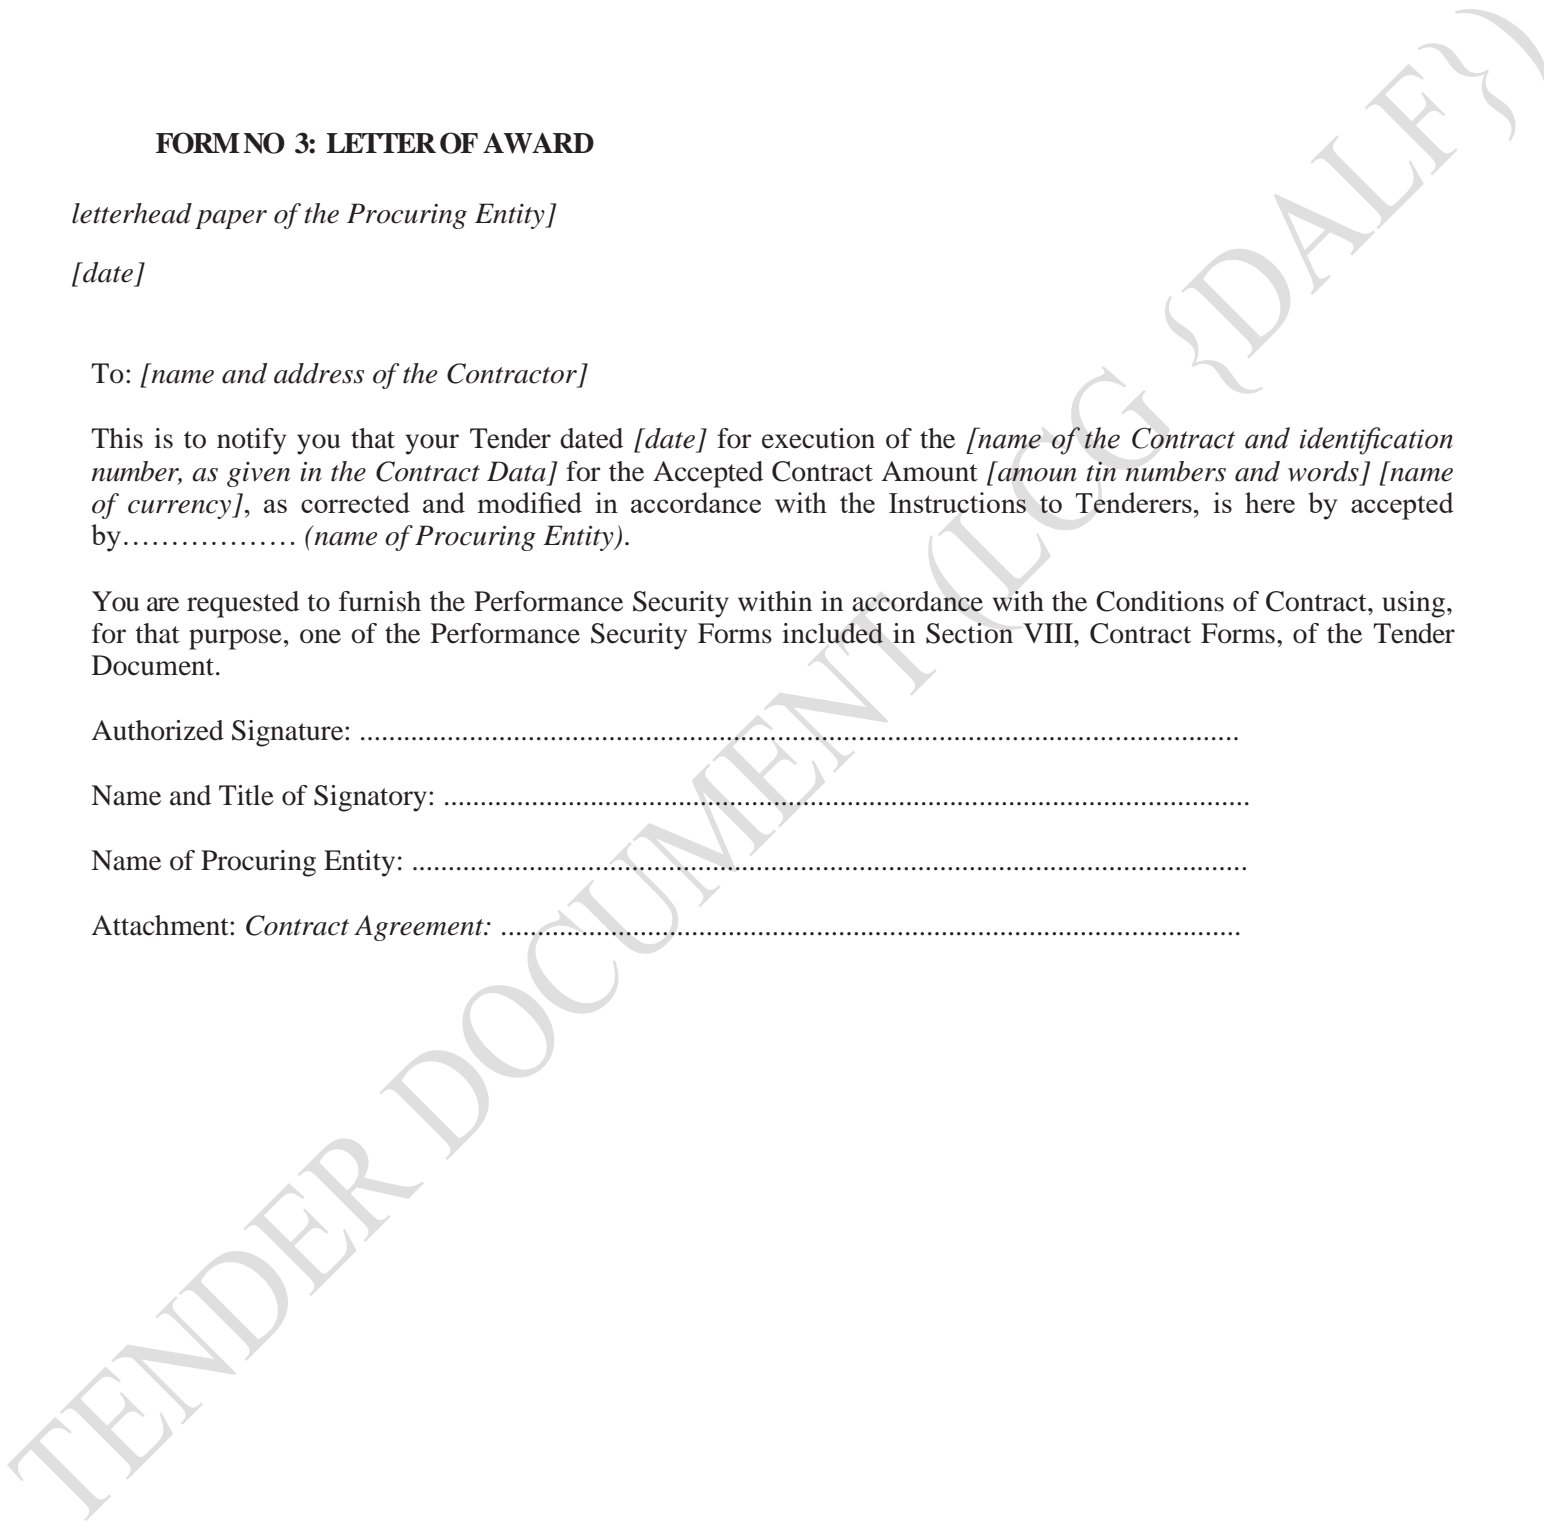 FORM NO 3: LETTER OF AWARD
letterhead paper of the Procuring Entity]
[date]
To: [name and address of the Contractor]
This is to notify you that your Tender dated [date] for execution of the [name of the Contract and identification
number, as given in the Contract Data] for the Accepted Contract Amount [amoun tin numbers and words] [name
of currency], as corrected and modified in accordance with the Instructions to Tenderers, is here by accepted
by……………… (name of Procuring Entity).
You are requested to furnish the Performance Security within in accordance with the Conditions of Contract, using,
for that purpose, one of the Performance Security Forms included in Section VIII, Contract Forms, of the Tender
Document.
Authorized Signature: ........................................................................................................................
Name and Title of Signatory: ..............................................................................................................
Name of Procuring Entity: ..................................................................................................................
Attachment: Contract Agreement: .....................................................................................................
TENDER DOCUMENT (LCG {DALF})